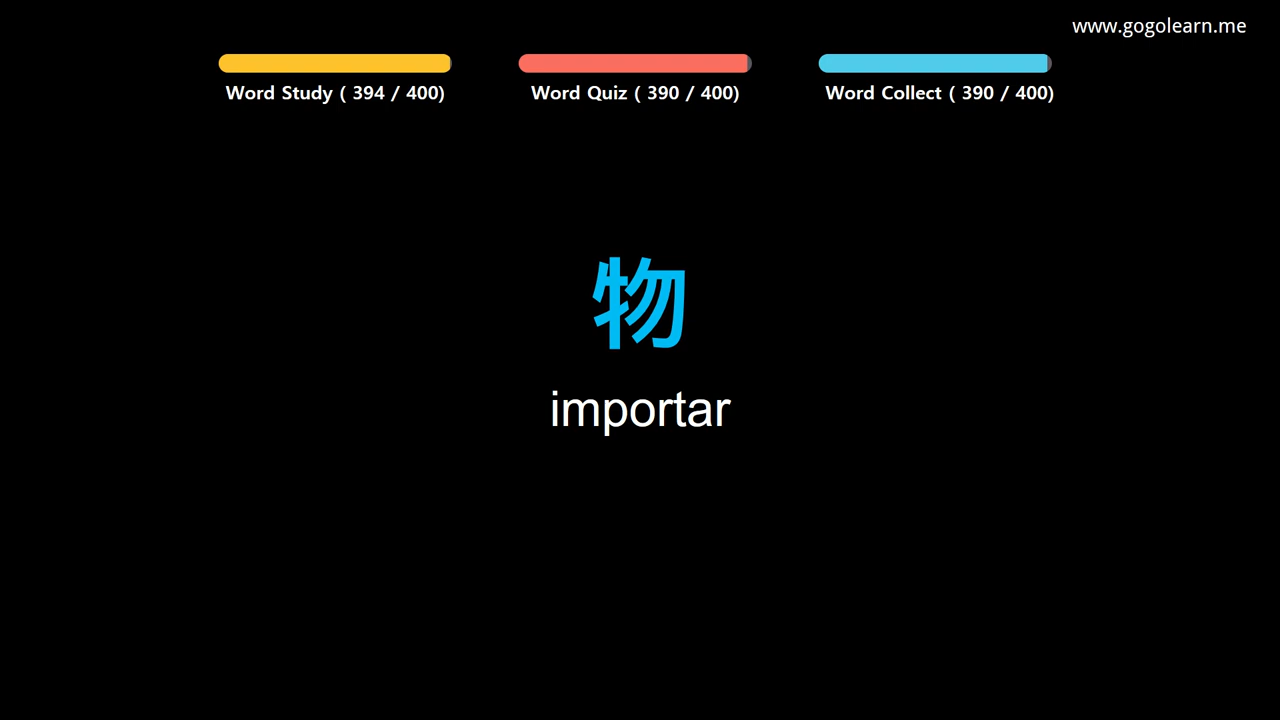 www.gogolearn.me
Word Study ( 394 / 400)
Word Quiz ( 390 / 400)
Word Collect ( 390 / 400)
物
importar